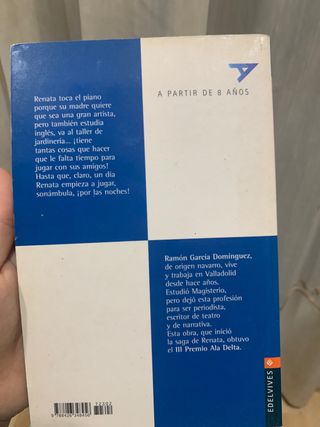 A PARTIR DE 8 AÑOS
Renata toca el piano
porque su madre quiere
que sea una gran artista,
pero también estudia
inglés, va al taller de
jardinería... ¡tiene
tantas cosas que hacer
que le falta tiempo para
jugar con sus amigos!
Hasta que, claro, un día
Renata empieza a jugar,
sonámbula, ¡por las noches!
Ramón García Domínguez,
de origen navarro, vive
y trabaja en Valladolid
desde hace años.
Estudió Magisterio,
pero dejó esta profesión
para ser periodista,
escritor de teatro
y de narrativa.
Esta obra, que inició
la saga de Renata, obtuvo
el III Premio Ala Delta.
72302
EDELVIVES